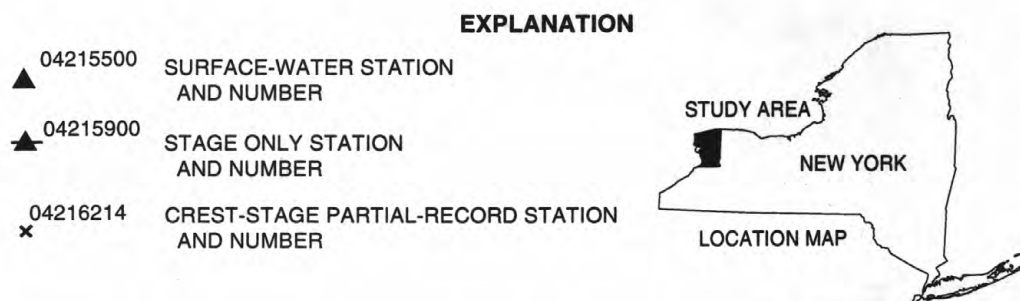 EXPLANATION
04215500
SURFACE-WATER STATION
AND NUMBER
04215900
STAGE ONLY STATION
AND NUMBER
04216214
CREST-STAGE PARTIAL-RECORD STATION
AND NUMBER
STUDY AREA
NEW YORK
LOCATION MAP